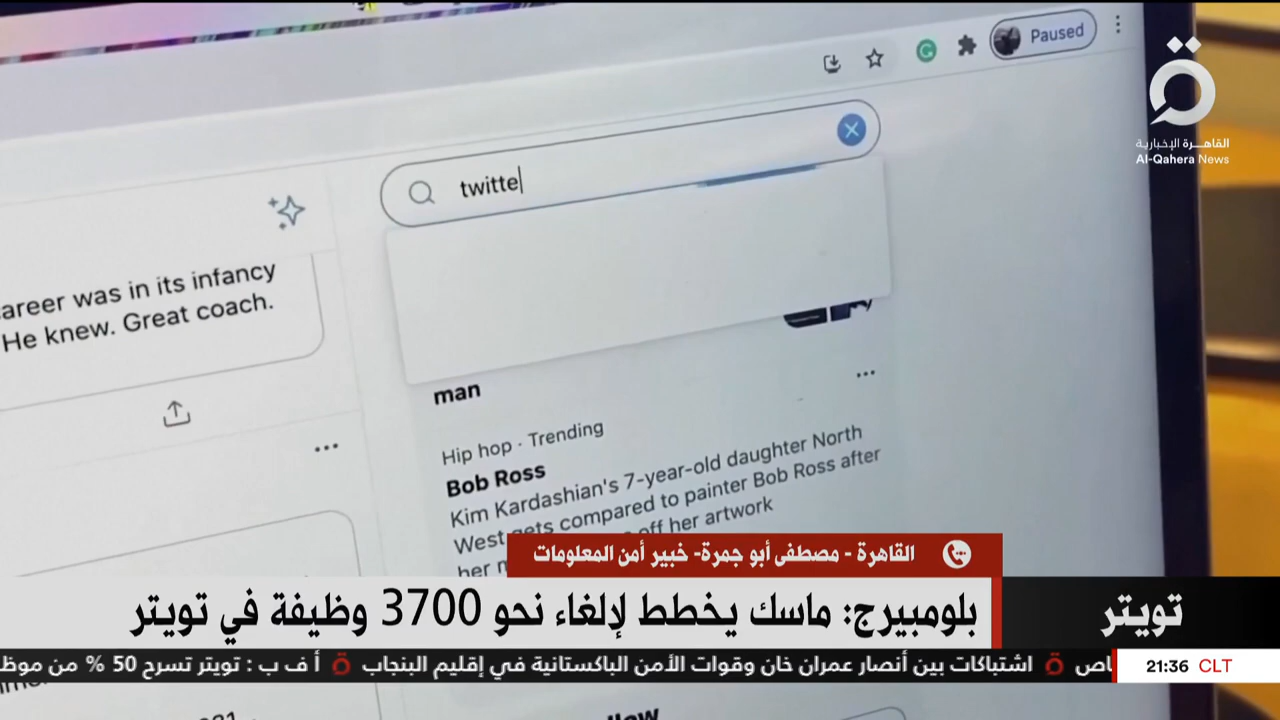 Paused
القاهرة الإخبارية
AL-QAHERA NEWS
twitte
career was in its infancy
He knew. Great coach.
man
Hip hop · Trending
Bob Ross
Kim Kardashian's 7-year-old daughter North
West gets compared to painter Bob Ross after
off her artwork
her
القاهرة - مصطفى أبو جمرة- خبير أمن المعلومات
تويتر
بلومبيرج: ماسك يخطط لإلغاء نحو 3700 وظيفة في تويتر
اشتباكات بين أنصار عمران خان وقوات الأمن الباكستانية في إقليم البنجاب أ ف ب : تويتر تسرح 50 % من
21:36 CLT